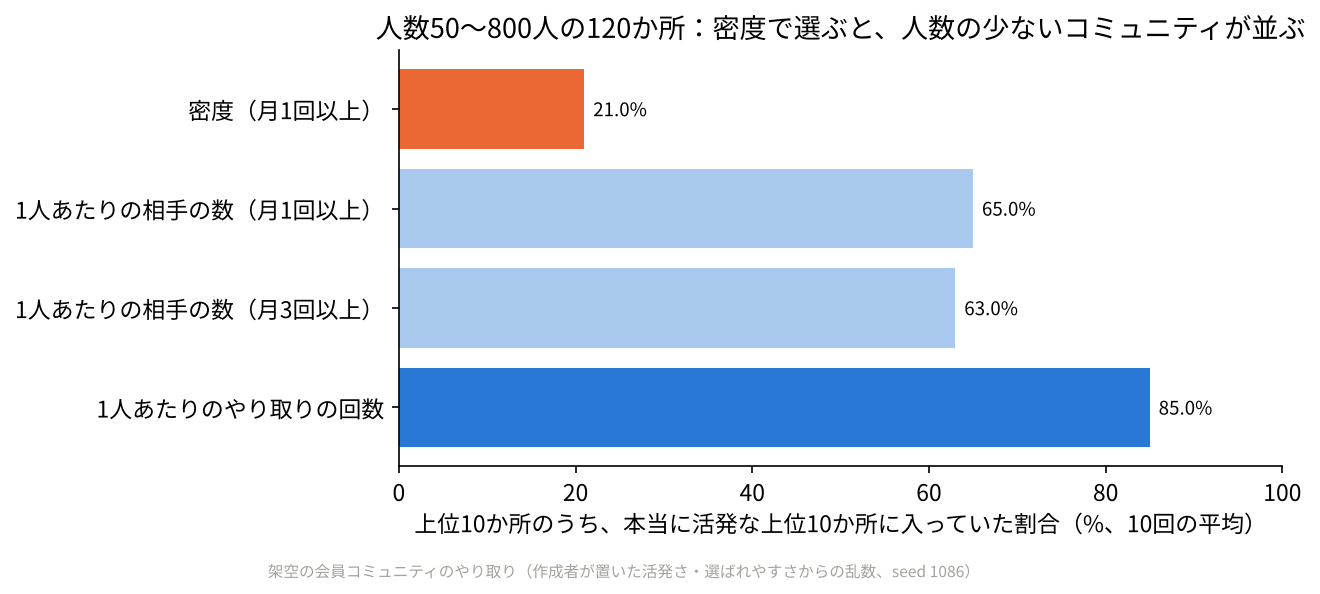 人数50〜800人の120か所：密度で選ぶと、人数の少ないコミュニティが並ぶ
密度（月1回以上）
21.0%
1人あたりの相手の数（月1回以上）
65.0%
1人あたりの相手の数（月3回以上）
63.0%
1人あたりのやり取りの回数
85.0%
0 20 40 60 80 100
上位10か所のうち、本当に活発な上位10か所に入っていた割合（%、10回の平均）
架空の会員コミュニティのやり取り（作成者が置いた活発さ・選ばれやすさからの乱数、seed 1086）